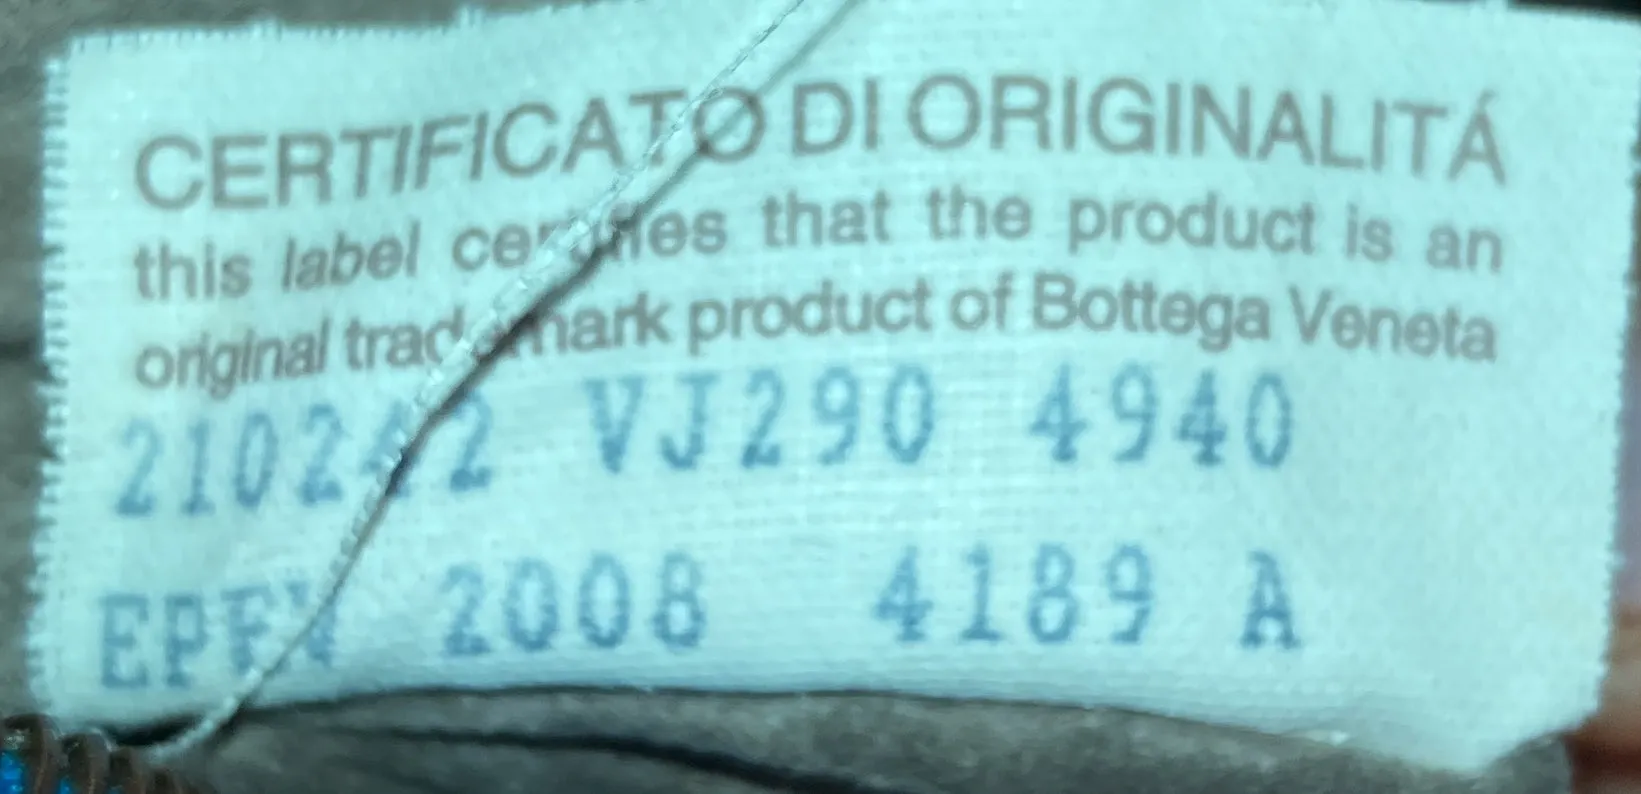 CERTIFICATO DI ORIGINALITÁ
this label certifies that the product is an
original trademark product of Bottega Veneta
VJ290 4940
2008 4189 A